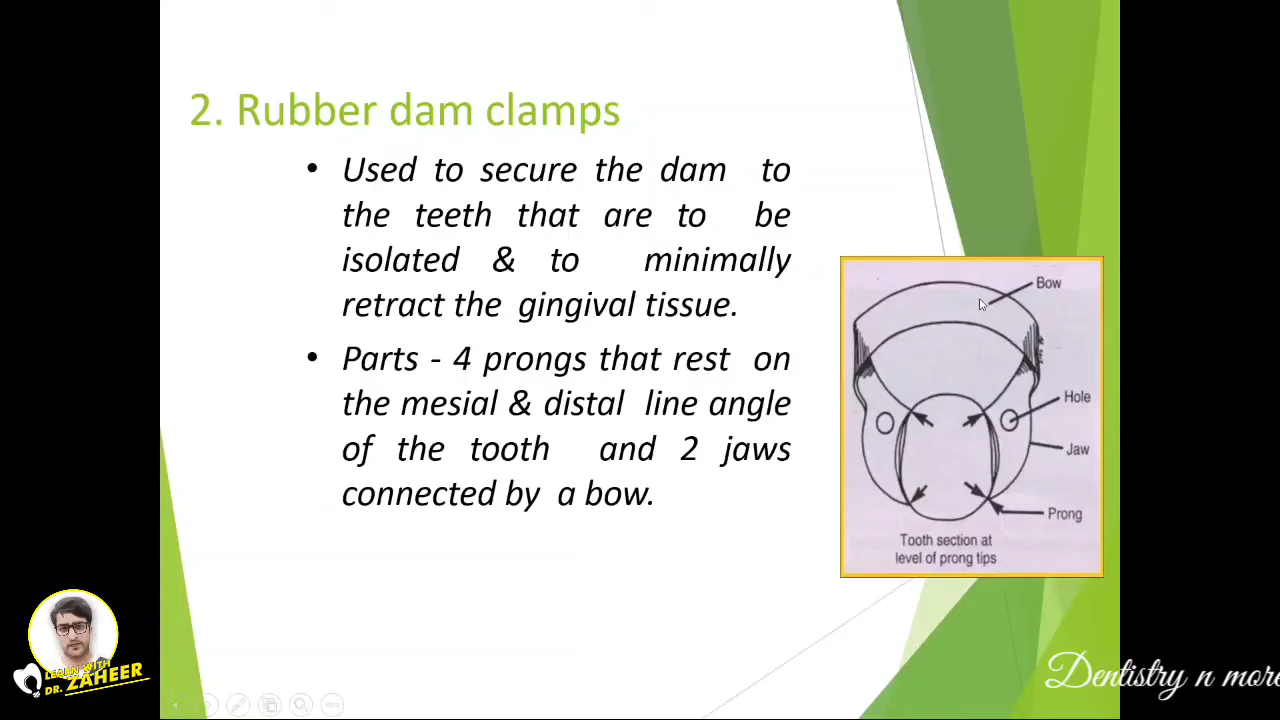 2. Rubber dam clamps
• Used to secure the dam to
the teeth that are to be
isolated & to minimally
retract the gingival tissue.
• Parts - 4 prongs that rest on
the mesial & distal line angle
of the tooth and 2 jaws
connected by a bow.
Bow
Hole
Jaw
Prong
Tooth section at
level of prong tips
LEARN WITH
DR. ZAHEER
Dentistry n more